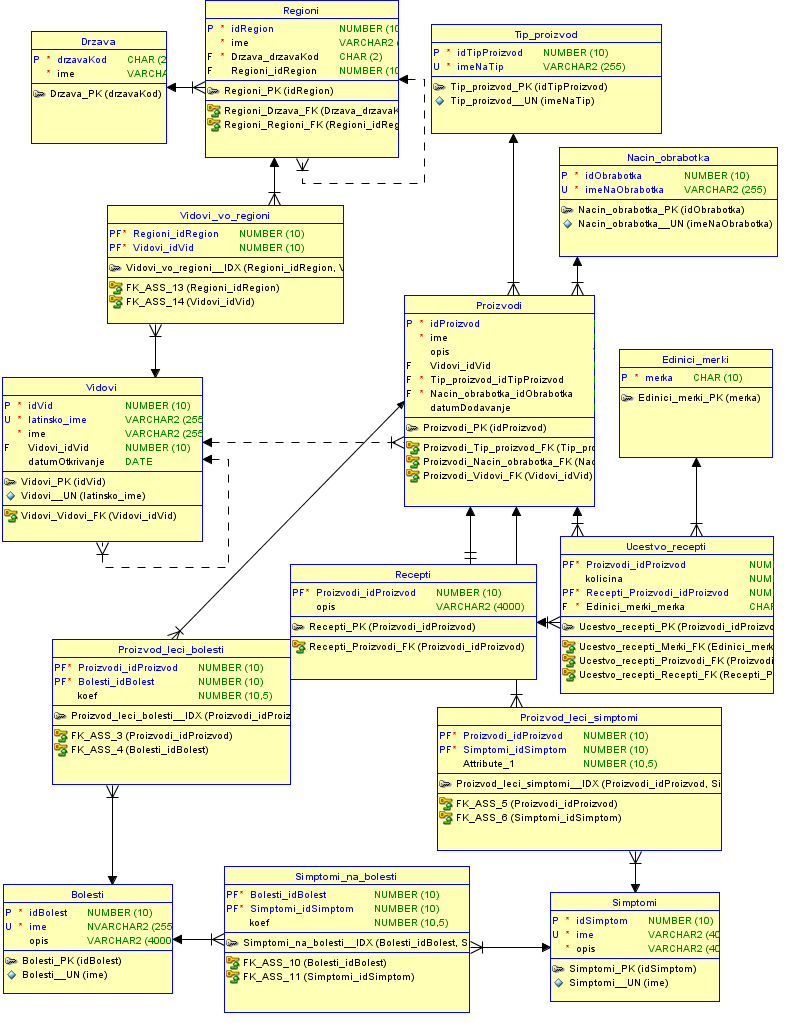 Regioni
P * idRegion NUMBER (10
* ime VARCHAR2 (
F * Drzava_drzavaKod CHAR (2)
F Regioni_idRegion NUMBER (10
Regioni_PK (idRegion)
Regioni_Drzava_FK (Drzava_drzavaK
Regioni_Regioni_FK (Regioni_idReg
Drzava
P * drzavaKod CHAR (2
* ime VARCHA
Drzava_PK (drzavaKod)
Tip_proizvod
P * idTipProizvod NUMBER (10)
U * imeNaTip VARCHAR2 (255)
Tip_proizvod_PK (idTipProizvod)
Tip_proizvod__UN (imeNaTip)
Nacin_obrabotka
P * idObrabotka NUMBER (10)
U * imeNaObrabotka VARCHAR2 (255)
Nacin_obrabotka_PK (idObrabotka)
Nacin_obrabotka__UN (imeNaObrabotka)
Vidovi_vo_regioni
PF* Regioni_idRegion NUMBER (10)
PF* Vidovi_idVid NUMBER (10)
Vidovi_vo_regioni__IDX (Regioni_idRegion, V
FK_ASS_13 (Regioni_idRegion)
FK_ASS_14 (Vidovi_idVid)
Proizvodi
P * idProizvod
* ime
opis
F Vidovi_idVid
F * Tip_proizvod_idTipProizvod
F * Nacin_obrabotka_idObrabotka
datumDodavanje
Proizvodi_PK (idProizvod)
Proizvodi_Tip_proizvod_FK (Tip_pro
Proizvodi_Nacin_obrabotka_FK (Nac
Proizvodi_Vidovi_FK (Vidovi_idVid)
Edinici_merki
P * merka CHAR (10)
Edinici_merki_PK (merka)
Vidovi
P * idVid NUMBER (10)
U * latinsko_ime VARCHAR2 (255
* ime VARCHAR2 (255
F Vidovi_idVid NUMBER (10)
datumOtkrivanje DATE
Vidovi_PK (idVid)
Vidovi__UN (latinsko_ime)
Vidovi_Vidovi_FK (Vidovi_idVid)
Ucestvo_recepti
PF* Proizvodi_idProizvod NUM
kolicina NUM
PF* Recepti_Proizvodi_idProizvod NUM
F * Edinici_merki_merka CHAR
Ucestvo_recepti_PK (Proizvodi_idProiz
Ucestvo_recepti_Merki_FK (Edinici_merk
Ucestvo_recepti_Proizvodi_FK (Proizvodi
Ucestvo_recepti_Recepti_FK (Recepti_P
Recepti
PF* Proizvodi_idProizvod NUMBER (10)
opis VARCHAR2 (4000)
Recepti_PK (Proizvodi_idProizvod)
Recepti_Proizvodi_FK (Proizvodi_idProizvod)
Proizvod_leci_bolesti
PF* Proizvodi_idProizvod NUMBER (10)
PF* Bolesti_idBolest NUMBER (10)
koef NUMBER (10,5)
Proizvod_leci_bolesti__IDX (Proizvodi_idProiz
FK_ASS_3 (Proizvodi_idProizvod)
FK_ASS_4 (Bolesti_idBolest)
Proizvod_leci_simptomi
PF* Proizvodi_idProizvod NUMBER (10)
PF* Simptomi_idSimptom NUMBER (10)
Attribute_1 NUMBER (10,5)
Proizvod_leci_simptomi__IDX (Proizvodi_idProizvod, Si
FK_ASS_5 (Proizvodi_idProizvod)
FK_ASS_6 (Simptomi_idSimptom)
Bolesti
P * idBolest NUMBER (10)
U * ime NVARCHAR2 (255
opis VARCHAR2 (4000
Bolesti_PK (idBolest)
Bolesti__UN (ime)
Simptomi_na_bolesti
PF* Bolesti_idBolest NUMBER (10)
PF* Simptomi_idSimptom NUMBER (10)
koef NUMBER (10,5)
Simptomi_na_bolesti__IDX (Bolesti_idBolest, S
FK_ASS_10 (Bolesti_idBolest)
FK_ASS_11 (Simptomi_idSimptom)
Simptomi
P * idSimptom NUMBER (10)
U * ime VARCHAR2 (40
* opis VARCHAR2 (40
Simptomi_PK (idSimptom)
Simptomi__UN (ime)